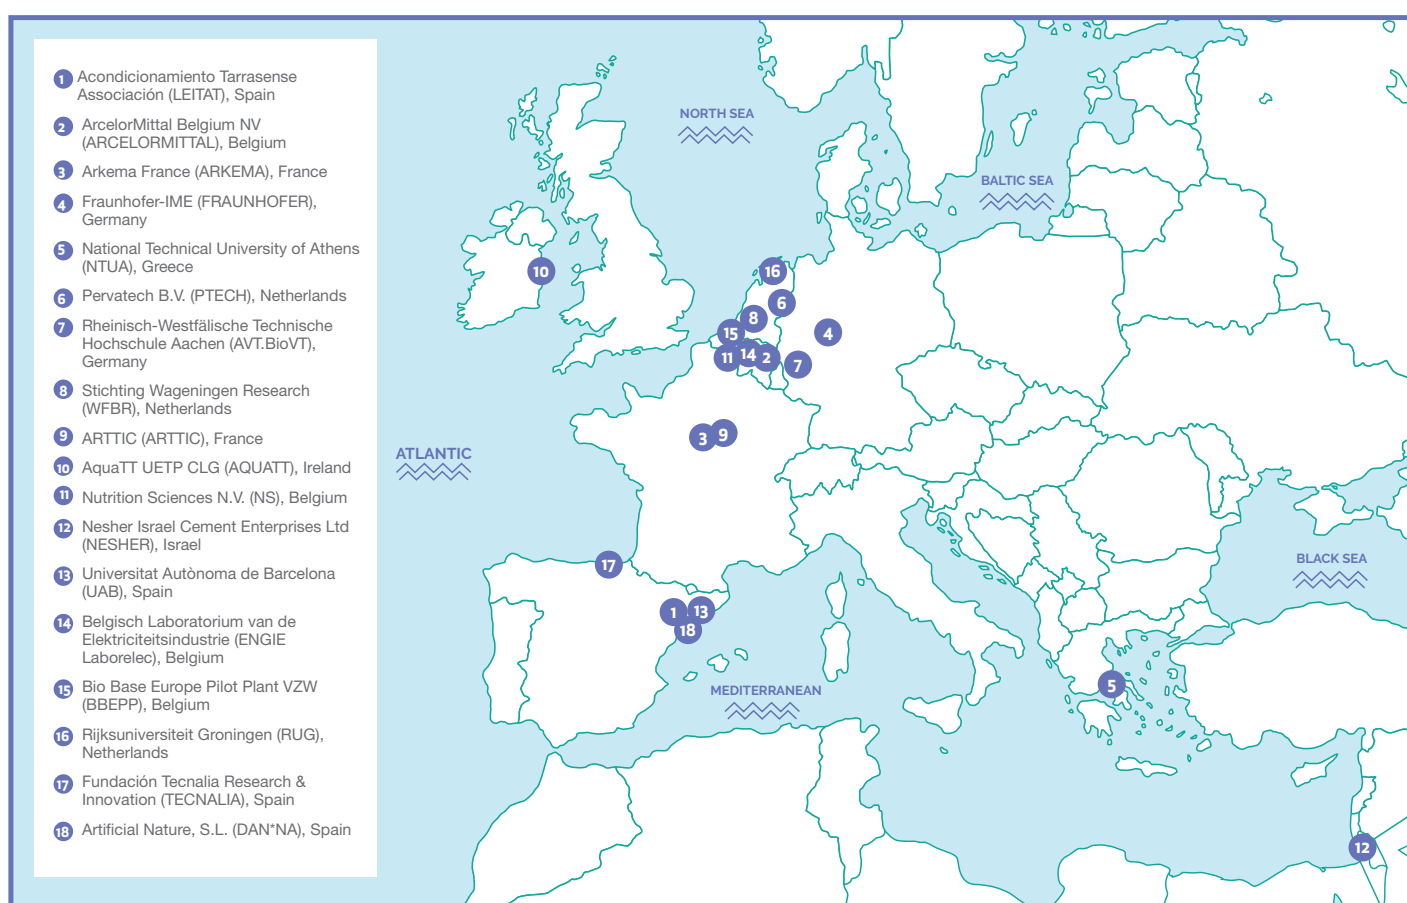 1 Acondicionamiento Tarrasense
Associación (LEITAT), Spain
2 ArcelorMittal Belgium NV
(ARCELORMITTAL), Belgium
3 Arkema France (ARKEMA), France
4 Fraunhofer-IME (FRAUNHOFER),
Germany
5 National Technical University of Athens
(NTUA), Greece
6 Pervatech B.V. (PTECH), Netherlands
7 Rheinisch-Westfälische Technische
Hochschule Aachen (AVT.BioVT),
Germany
8 Stichting Wageningen Research
(WFBR), Netherlands
9 ARTTIC (ARTTIC), France
10 AquaTT UETP CLG (AQUATT), Ireland
11 Nutrition Sciences N.V. (NS), Belgium
12 Nesher Israel Cement Enterprises Ltd
(NESHER), Israel
13 Universitat Autònoma de Barcelona
(UAB), Spain
14 Belgisch Laboratorium van de
Elektriciteitsindustrie (ENGIE
Laborelec), Belgium
15 Bio Base Europe Pilot Plant VZW
(BBEPP), Belgium
16 Rijksuniversiteit Groningen (RUG),
Netherlands
17 Fundación Tecnalia Research &
Innovation (TECNALIA), Spain
18 Artificial Nature, S.L. (DAN*NA), Spain
NORTH SEA
BALTIC SEA
10
16
6
8
15
4
11
14
2
7
3
9
ATLANTIC
17
BLACK SEA
1
13
18
MEDITERRANEAN
5
12